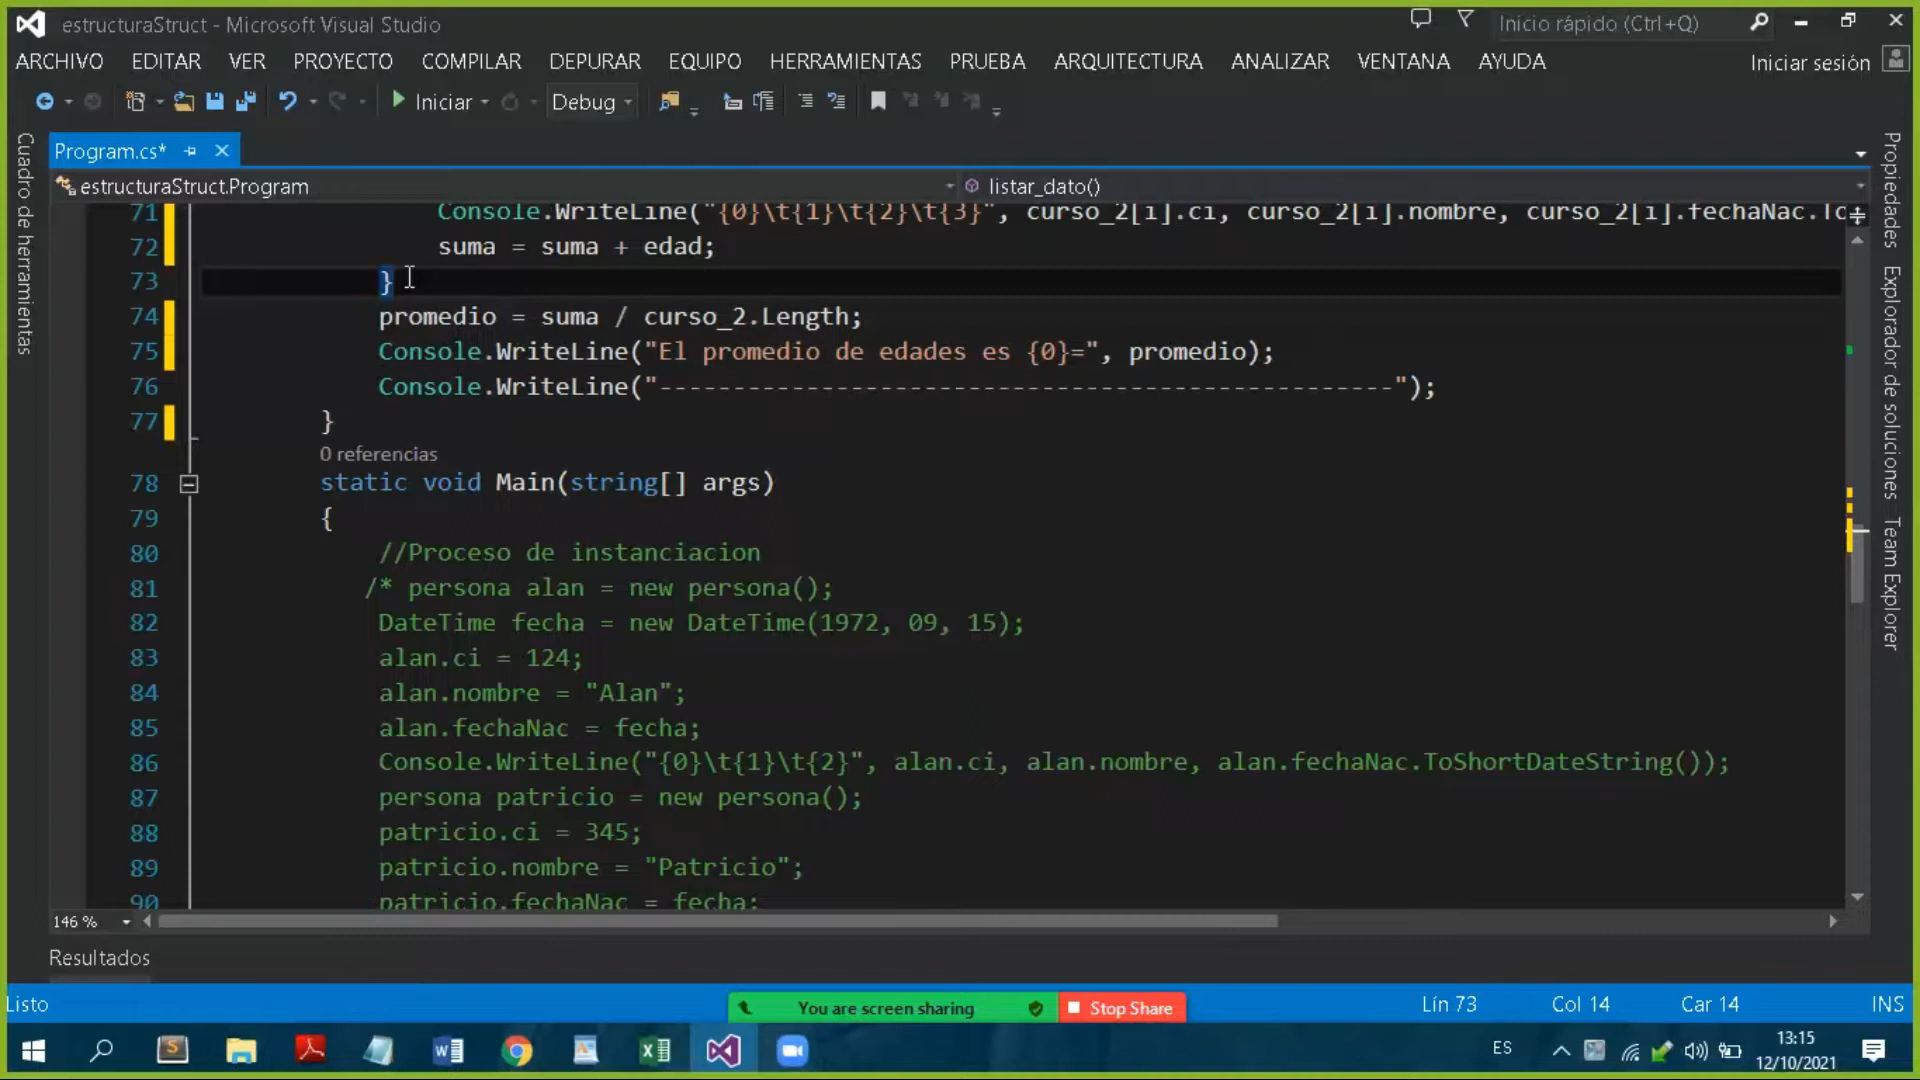 estructuraStruct - Microsoft Visual Studio
Inicio rápido (Ctrl+Q)
ARCHIVO EDITAR VER PROYECTO COMPILAR DEPURAR EQUIPO HERRAMIENTAS PRUEBA ARQUITECTURA ANALIZAR VENTANA AYUDA
Iniciar sesión
Iniciar Debug
Program.cs*
estructuraStruct.Program listar_dato()
Cuadro de herramientas
Propiedades
Explorador de soluciones
Team Explorer
71 Console.WriteLine("{0}\t{1}\t{2}\t{3}", curso_2[i].ci, curso_2[i].nombre, curso_2[i].fechaNac.To
72 suma = suma + edad;
73 }
74 promedio = suma / curso_2.Length;
75 Console.WriteLine("El promedio de edades es {0}=", promedio);
76 Console.WriteLine("--------------------------------------------------");
77 }
0 referencias
78 static void Main(string[] args)
79 {
80 //Proceso de instanciacion
81 /* persona alan = new persona();
82 DateTime fecha = new DateTime(1972, 09, 15);
83 alan.ci = 124;
84 alan.nombre = "Alan";
85 alan.fechaNac = fecha;
86 Console.WriteLine("{0}\t{1}\t{2}", alan.ci, alan.nombre, alan.fechaNac.ToShortDateString());
87 persona patricio = new persona();
88 patricio.ci = 345;
89 patricio.nombre = "Patricio";
90 patricio.fechaNac = fecha;
146 %
Resultados
Listo
You are screen sharing Stop Share
Lín 73 Col 14 Car 14 INS
ES
13:15
12/10/2021